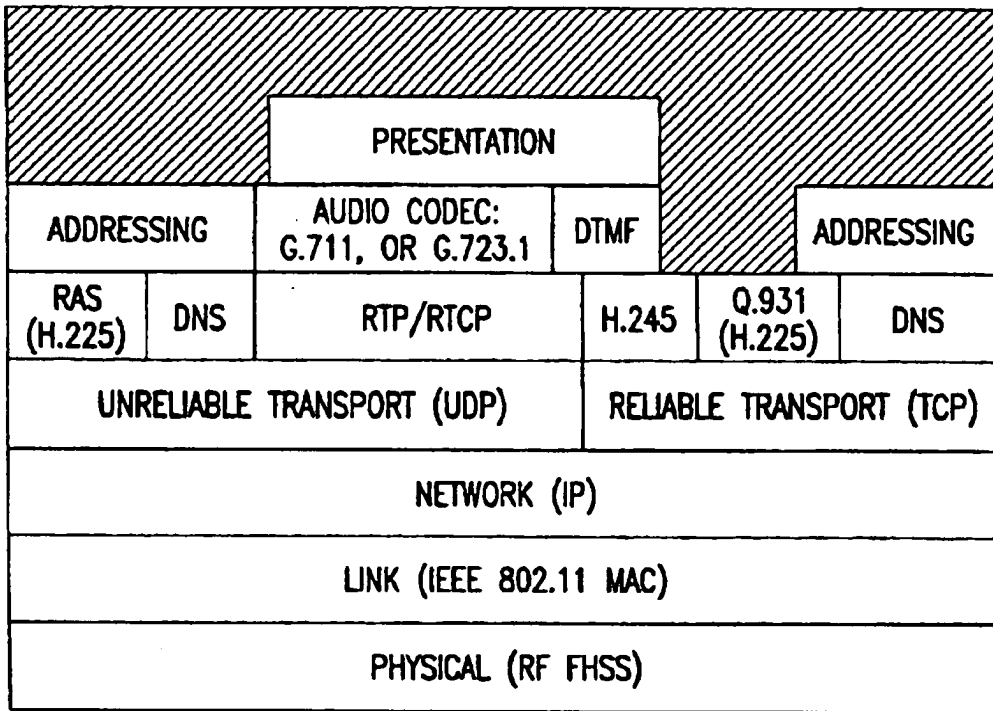 PRESENTATION
ADDRESSING
AUDIO CODEC:
G.711, OR G.723.1
DTMF
ADDRESSING
RAS
(H.225)
DNS
RTP/RTCP
H.245
Q.931
(H.225)
DNS
UNRELIABLE TRANSPORT (UDP)
RELIABLE TRANSPORT (TCP)
NETWORK (IP)
LINK (IEEE 802.11 MAC)
PHYSICAL (RF FHSS)